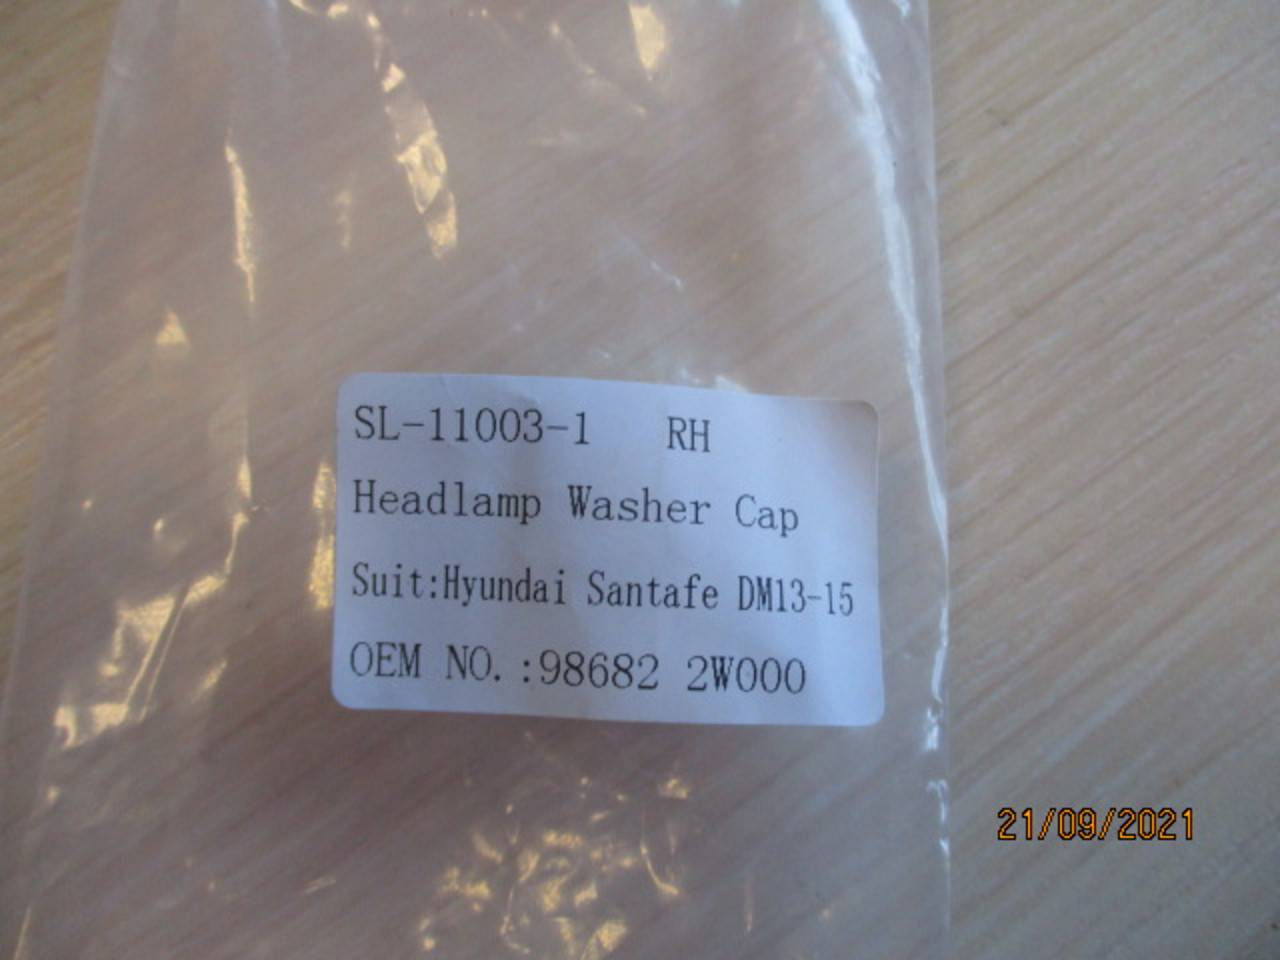 SL-11003-1 RH
Headlamp Washer Cap
Suit:Hyundai Santafe DM13-15
OEM NO.:98682 2W000
21/09/2021